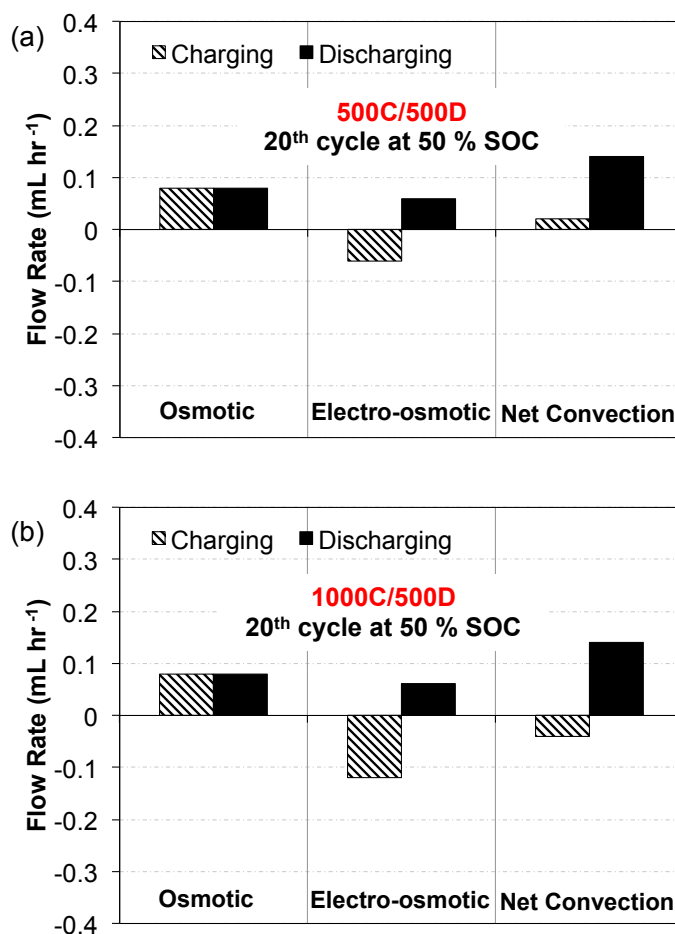 (a)
0.4
0.3
0.2
0.1
0
-0.1
-0.2
-0.3
-0.4
Flow Rate (mL hr⁻¹)
Charging Discharging
500C/500D
20th cycle at 50 % SOC
Osmotic Electro-osmotic Net Convection
(b)
0.4
0.3
0.2
0.1
0
-0.1
-0.2
-0.3
-0.4
Flow Rate (mL hr⁻¹)
Charging Discharging
1000C/500D
20th cycle at 50 % SOC
Osmotic Electro-osmotic Net Convection